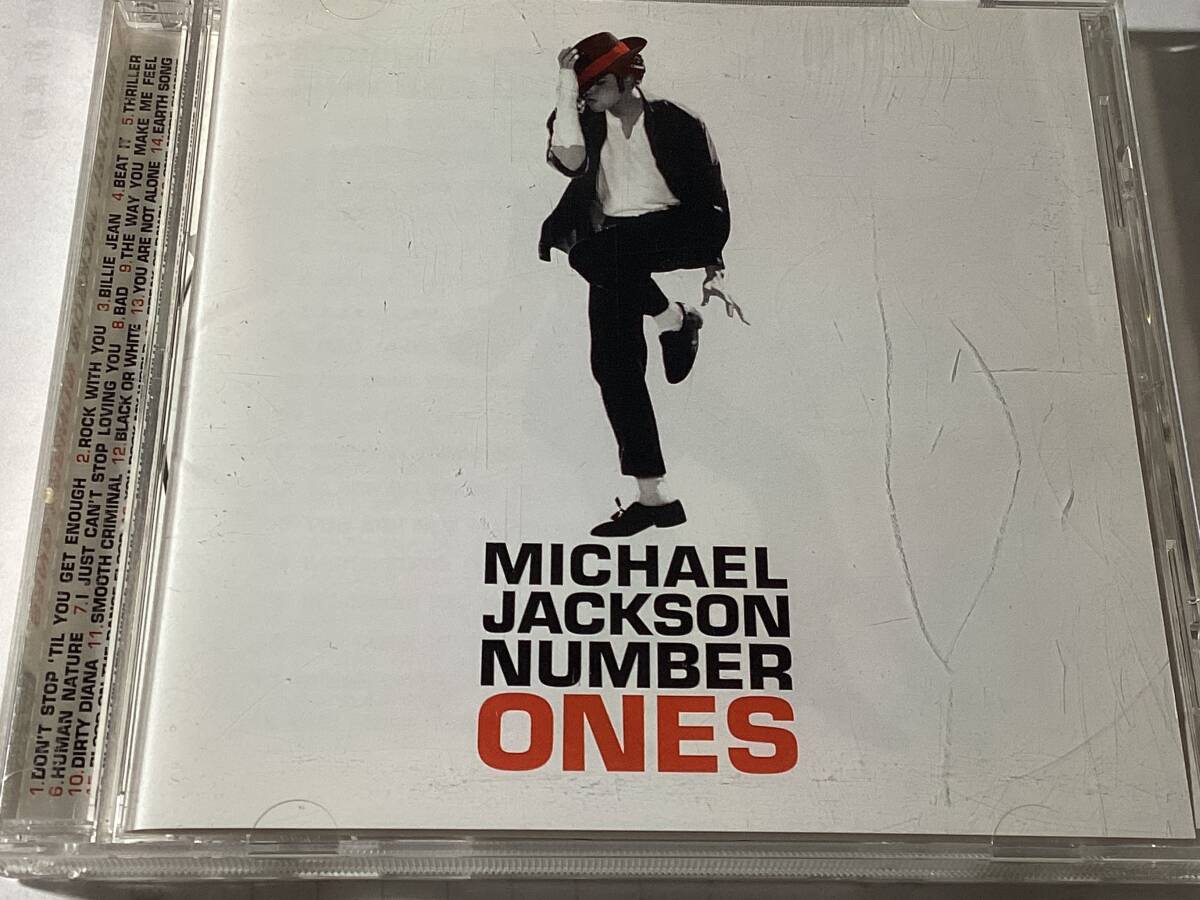 MICHAEL
JACKSON
NUMBER
ONES
1.DON'T STOP 'TIL YOU GET ENOUGH 2.ROCK WITH YOU 3.BILLIE JEAN 4.BEAT IT 5.THRILLER
6.HUMAN NATURE 7.I JUST CAN'T STOP LOVING YOU 8.BAD 9.THE WAY YOU MAKE ME FEEL
10.DIRTY DIANA 11.SMOOTH CRIMINAL 12.BLACK OR WHITE 13.YOU ARE NOT ALONE 14.EARTH SONG